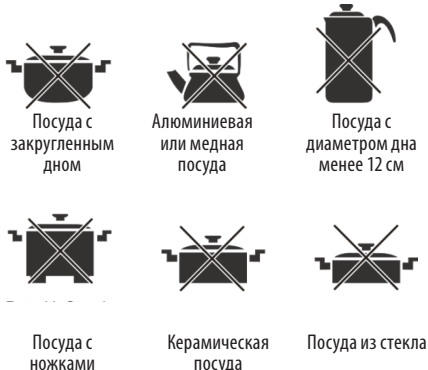 Посуда с
закругленным
дном
Алюминиевая
или медная
посуда
Посуда с
диаметром дна
менее 12 см
Посуда с
ножками
Керамическая
посуда
Посуда из стекла